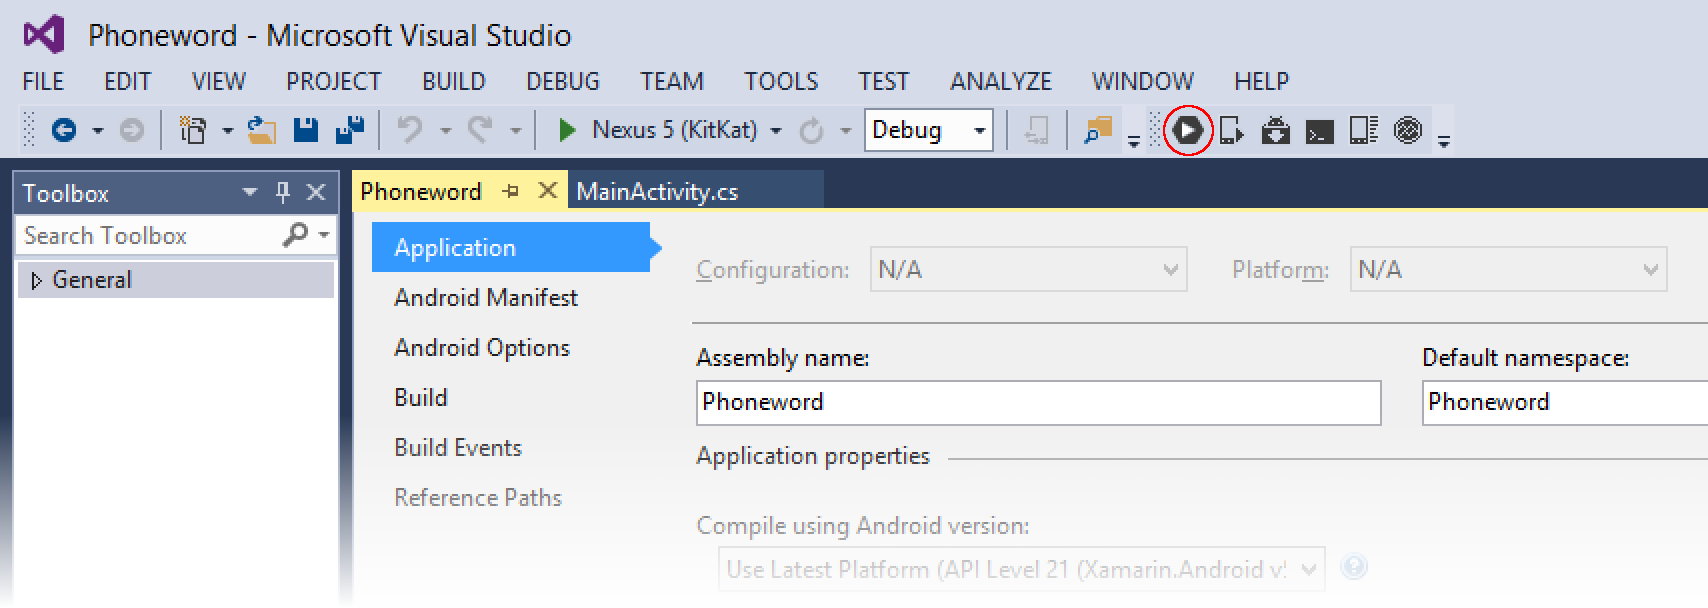 Phoneword - Microsoft Visual Studio
FILE EDIT VIEW PROJECT BUILD DEBUG TEAM TOOLS TEST ANALYZE WINDOW HELP
Nexus 5 (KitKat) Debug
Toolbox
Search Toolbox
General
Phoneword MainActivity.cs
Application
Android Manifest
Android Options
Build
Build Events
Reference Paths
Configuration: N/A Platform: N/A
Assembly name: Default namespace:
Phoneword Phoneword
Application properties
Compile using Android version:
Use Latest Platform (API Level 21 (Xamarin.Android v5